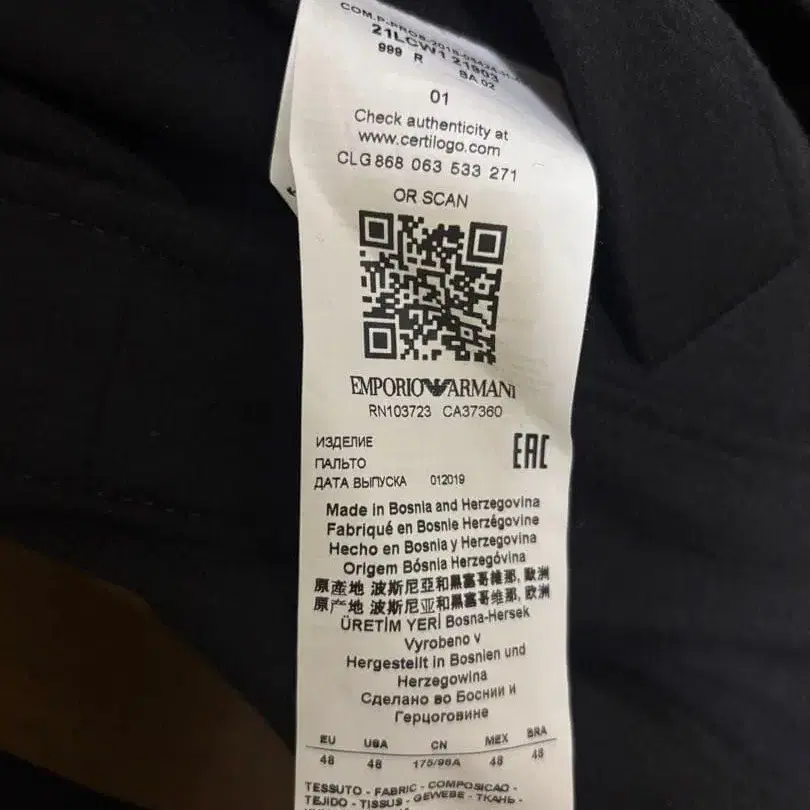 21LCW1 21903
999 R
SA 02
01
Check authenticity at
www.certilogo.com
CLG 868 063 533 271
OR SCAN
EMPORIO ARMANI
RN103723 CA37360
ИЗДЕЛИЕ
EAC
ПАЛЬТО
ДАТА ВЫПУСКА 012019
Made in Bosnia and Herzegovina
Fabriqué en Bosnie Herzégovine
Hecho en Bosnia y Herzegovina
Origem Bósnia Herzegóvina
原產地 波斯尼亞和黑塞哥維那, 歐洲
原产地 波斯尼亚和黑塞哥维那, 欧洲
ÜRETİM YERİ Bosna-Hersek
Vyrobeno v
Hergestellt in Bosnien und
Herzegowina
Сделано во Боснии и
Герцоговине
EU USA CN MEX BRA
48 48 175/96A 48 48
TESSUTO - FABRIC - COMPOSICAO -
TEJIDO - TISSUS - GEWEBE - ТКАНЬ -